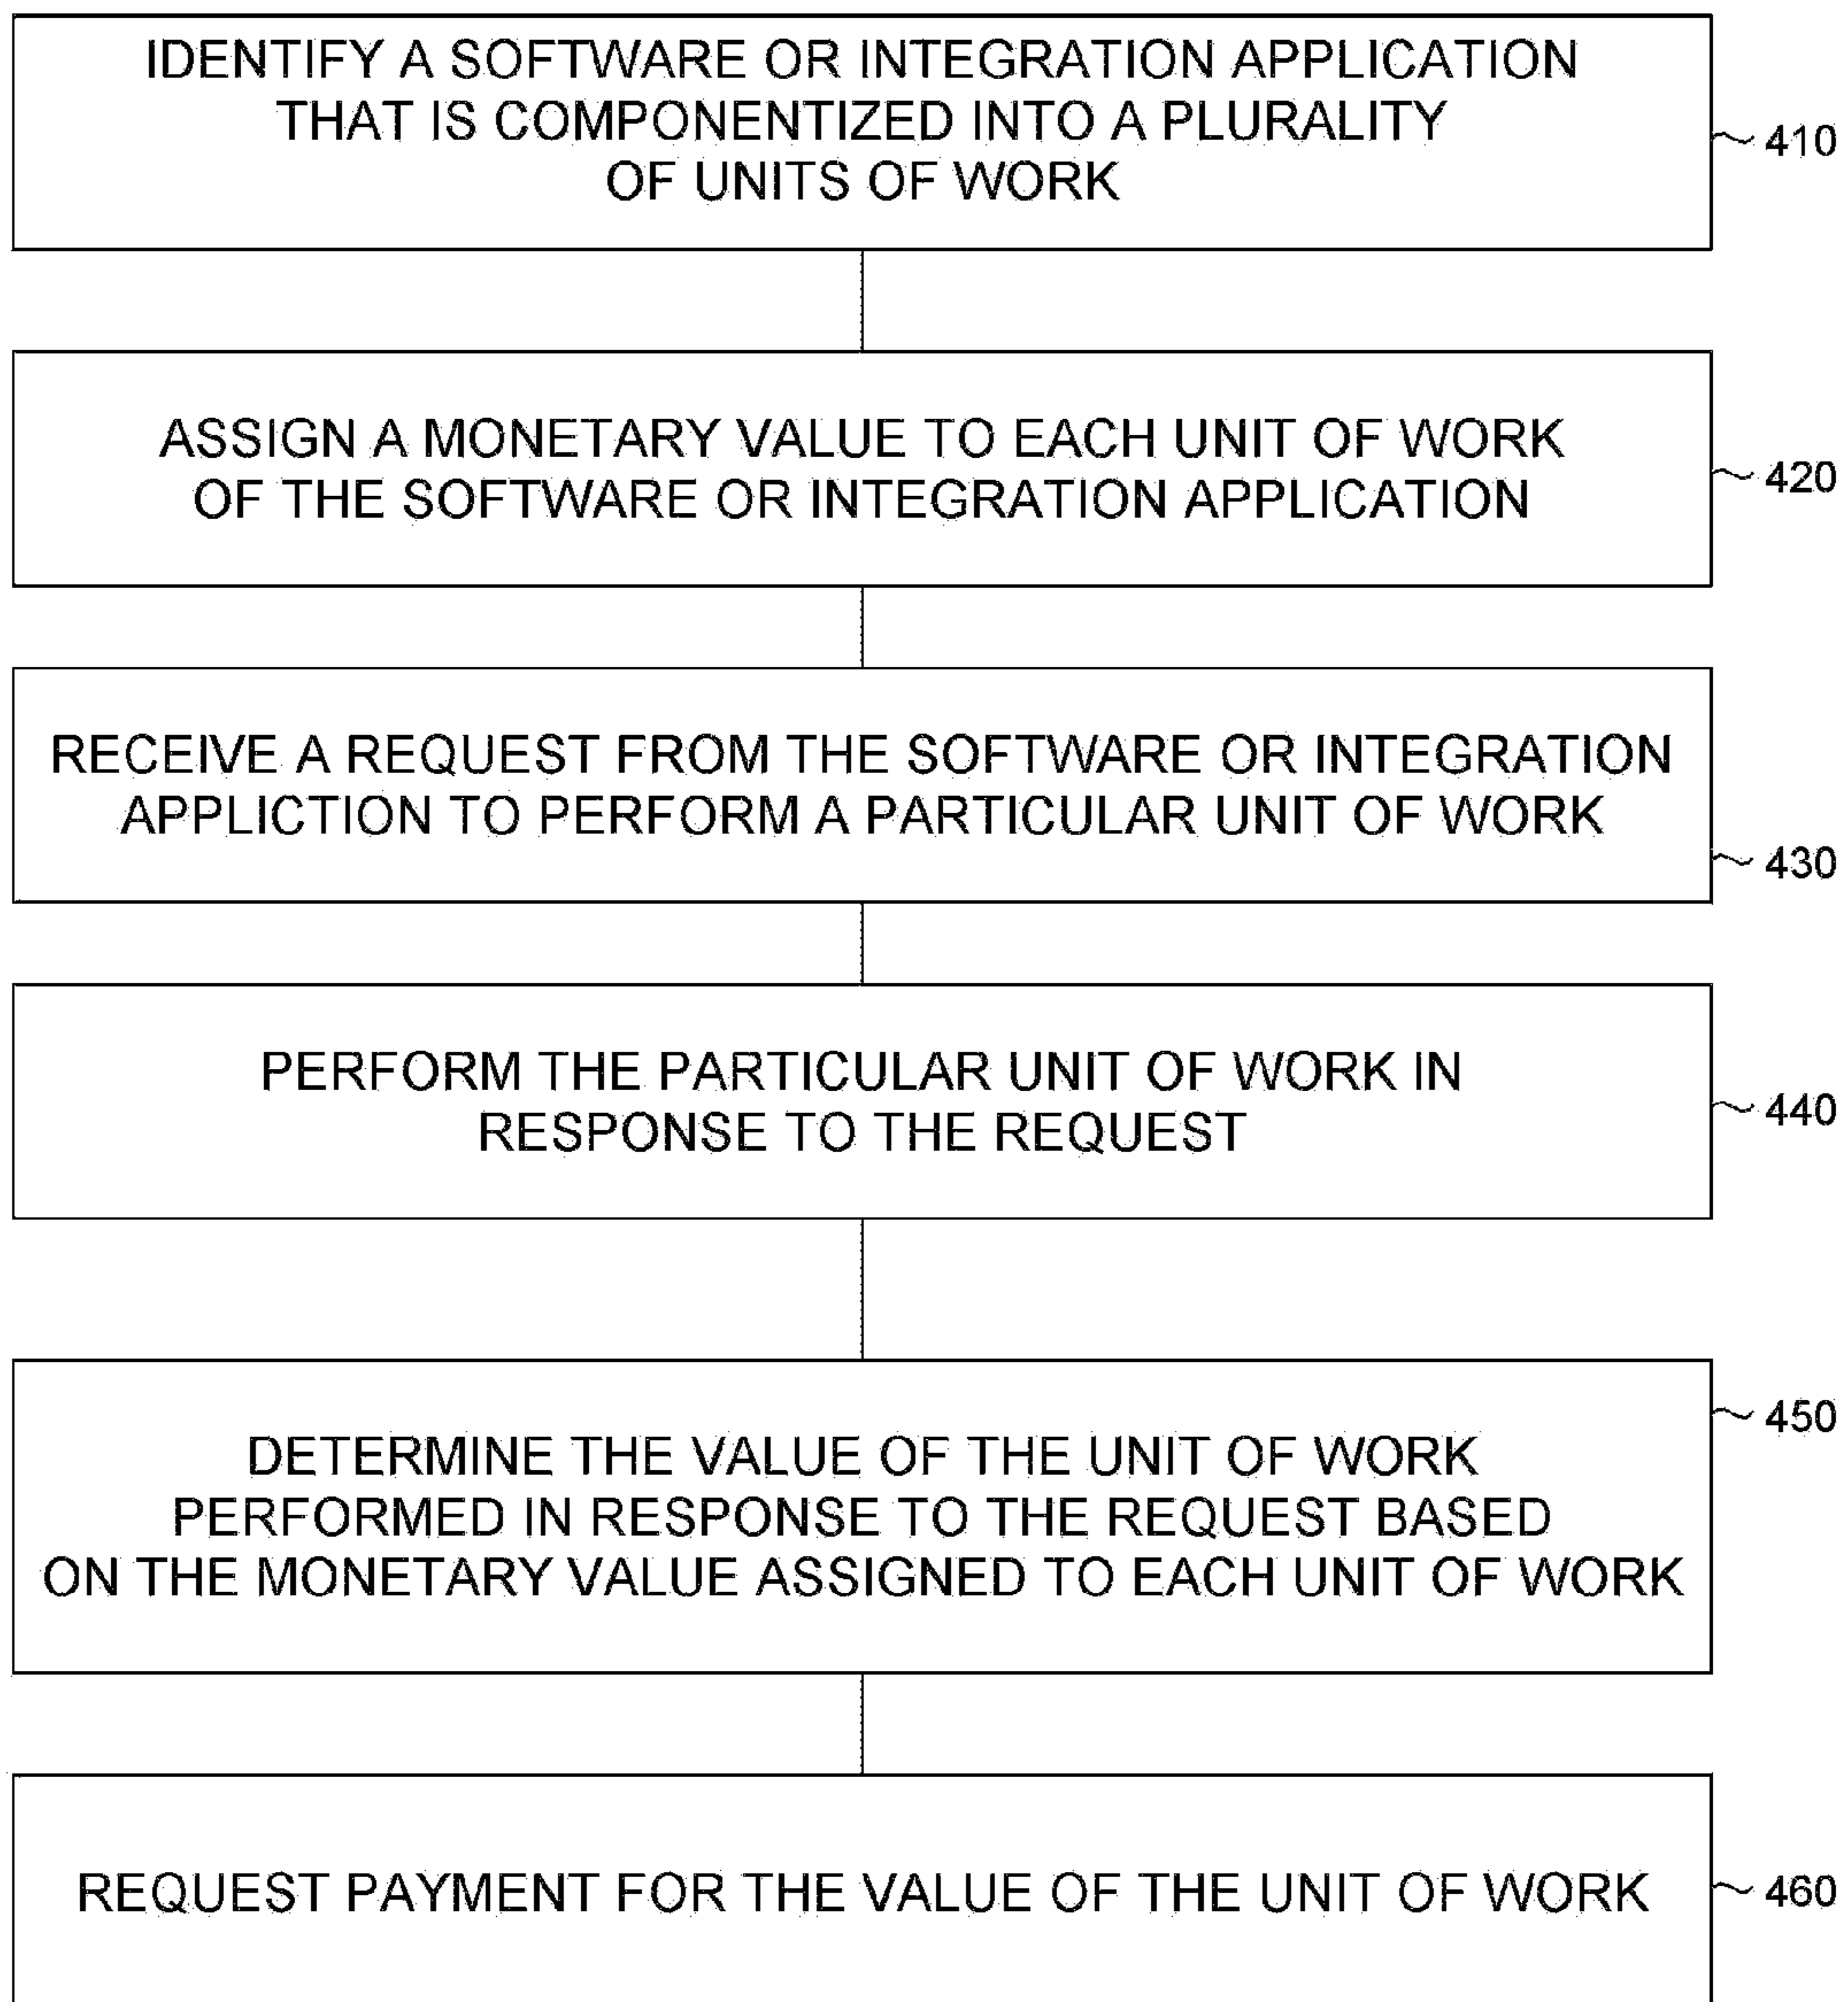 IDENTIFY A SOFTWARE OR INTEGRATION APPLICATION
THAT IS COMPONENTIZED INTO A PLURALITY
OF UNITS OF WORK
410
ASSIGN A MONETARY VALUE TO EACH UNIT OF WORK
OF THE SOFTWARE OR INTEGRATION APPLICATION
420
RECEIVE A REQUEST FROM THE SOFTWARE OR INTEGRATION
APPLICTION TO PERFORM A PARTICULAR UNIT OF WORK
430
PERFORM THE PARTICULAR UNIT OF WORK IN
RESPONSE TO THE REQUEST
440
DETERMINE THE VALUE OF THE UNIT OF WORK
PERFORMED IN RESPONSE TO THE REQUEST BASED
ON THE MONETARY VALUE ASSIGNED TO EACH UNIT OF WORK
450
REQUEST PAYMENT FOR THE VALUE OF THE UNIT OF WORK
460